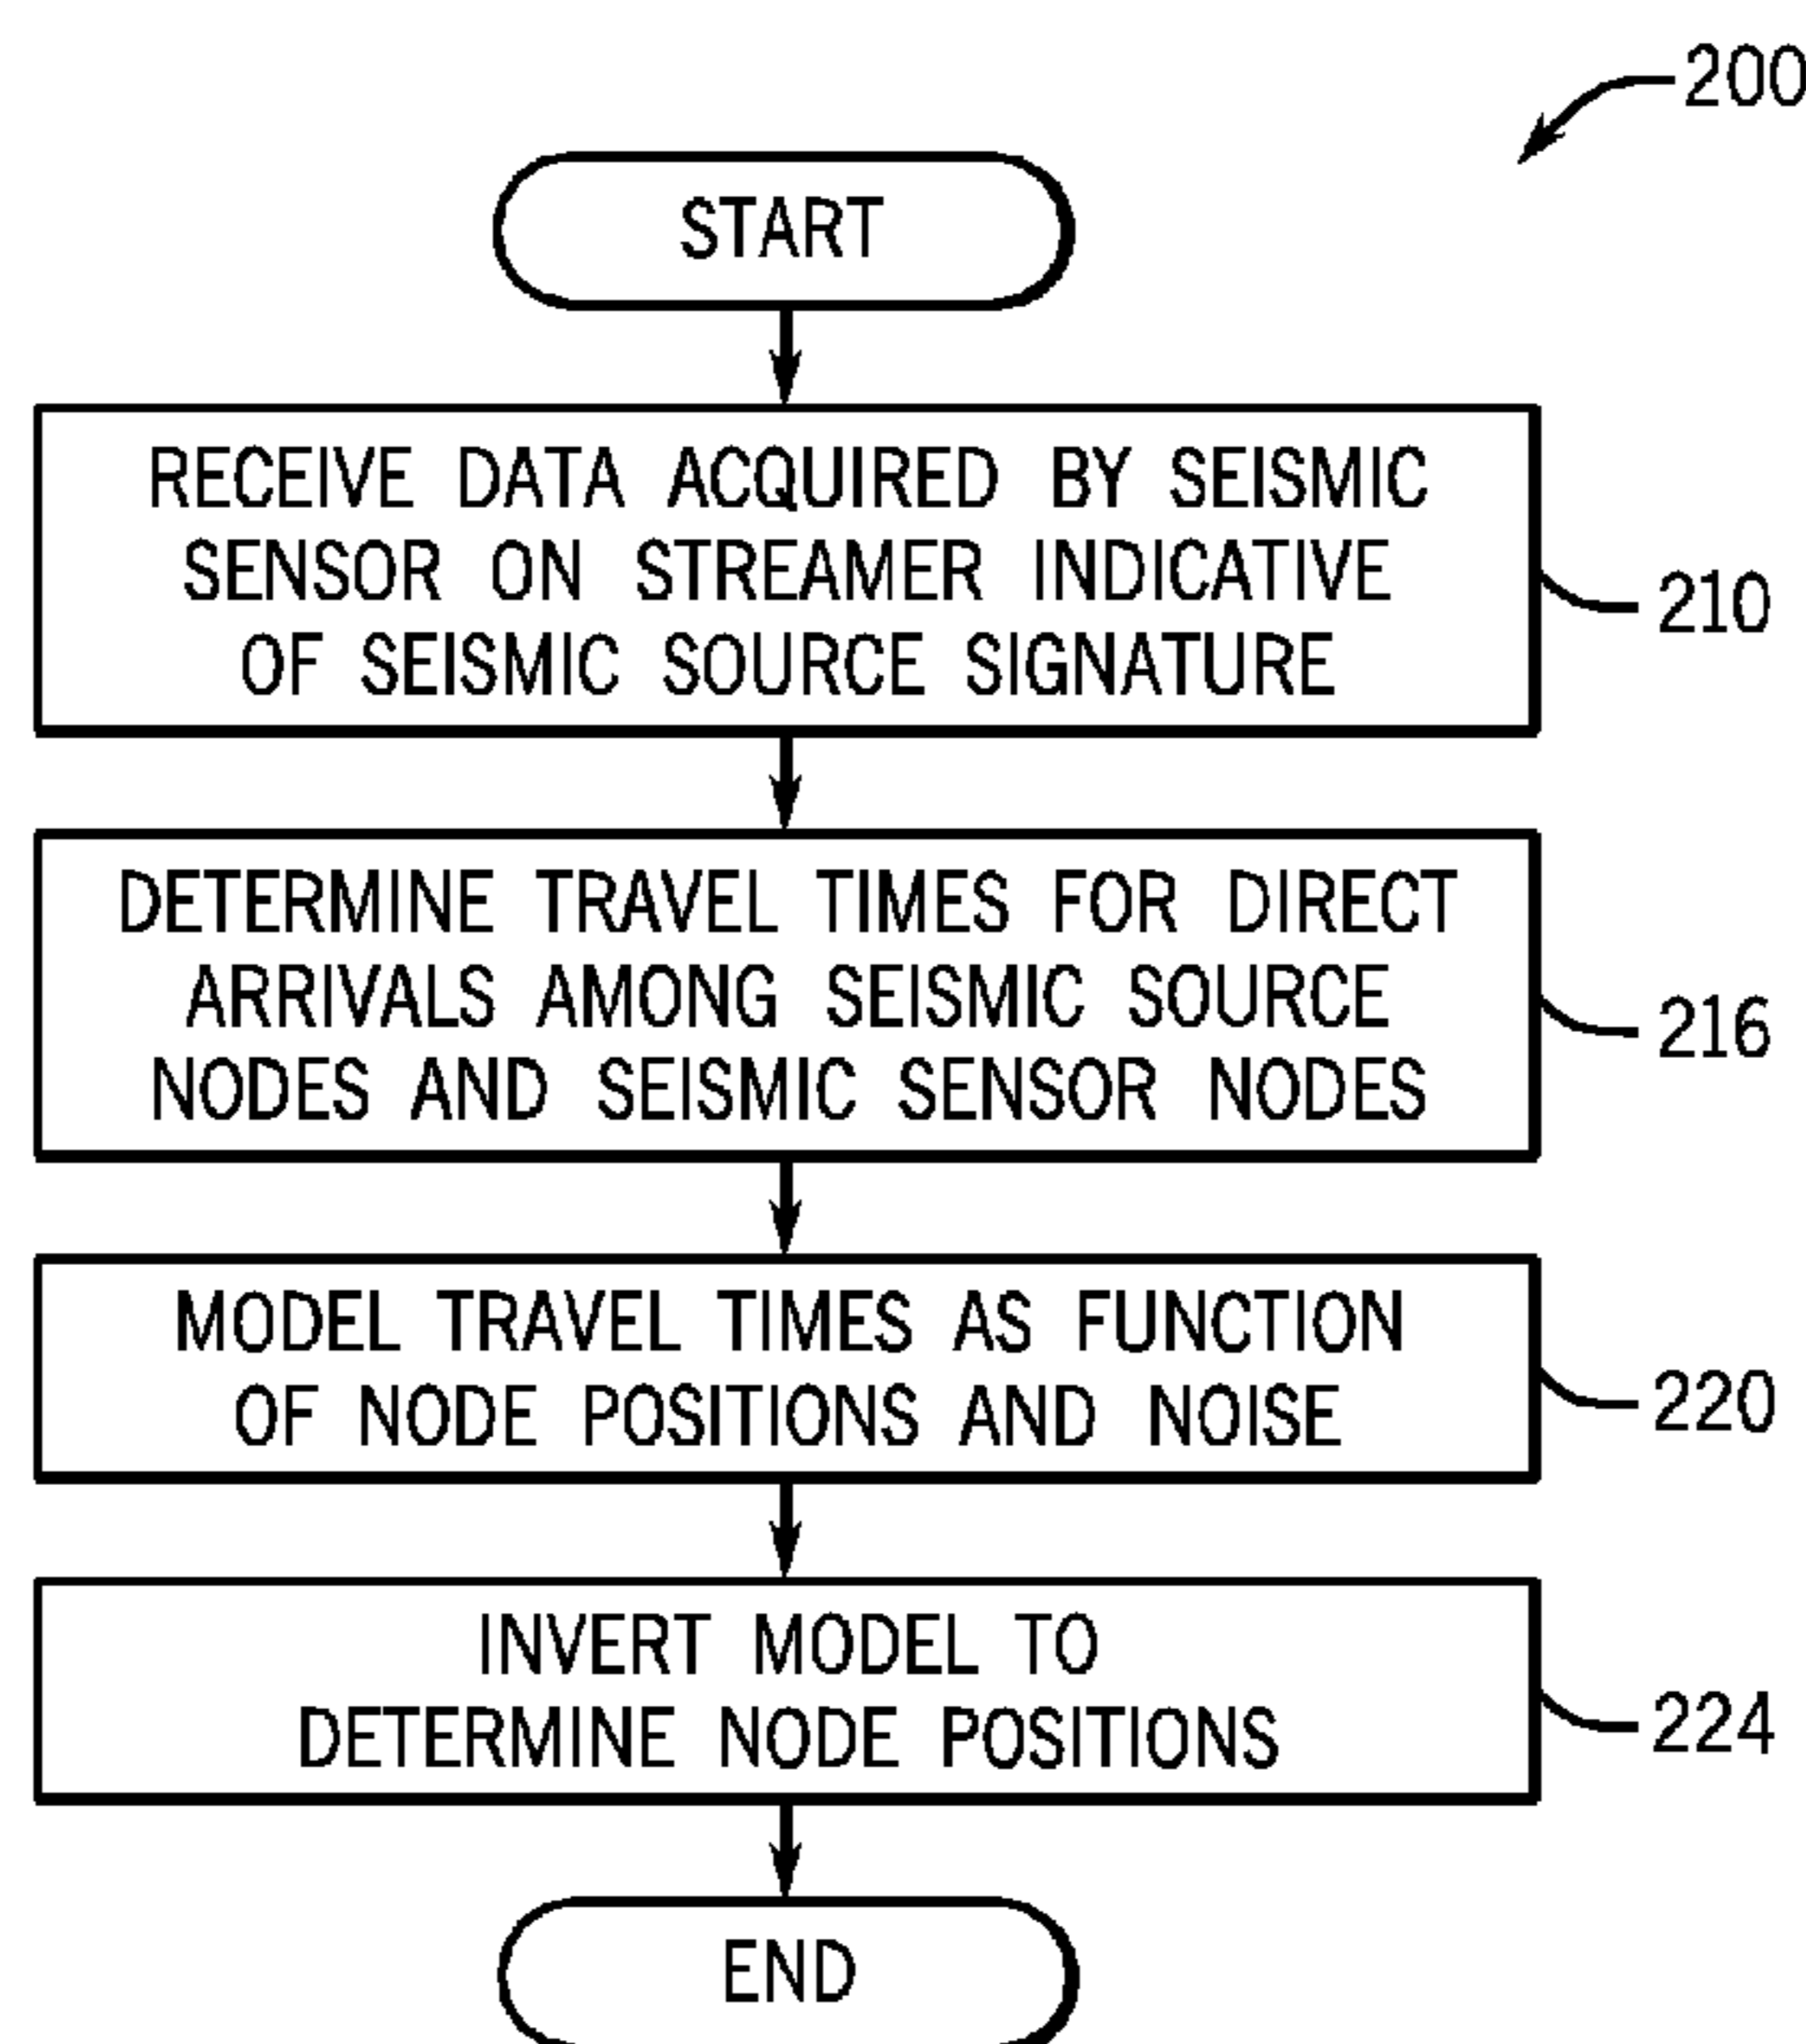 200
START
RECEIVE DATA ACQUIRED BY SEISMIC
SENSOR ON STREAMER INDICATIVE
OF SEISMIC SOURCE SIGNATURE
210
DETERMINE TRAVEL TIMES FOR DIRECT
ARRIVALS AMONG SEISMIC SOURCE
NODES AND SEISMIC SENSOR NODES
216
MODEL TRAVEL TIMES AS FUNCTION
OF NODE POSITIONS AND NOISE
220
INVERT MODEL TO
DETERMINE NODE POSITIONS
224
END